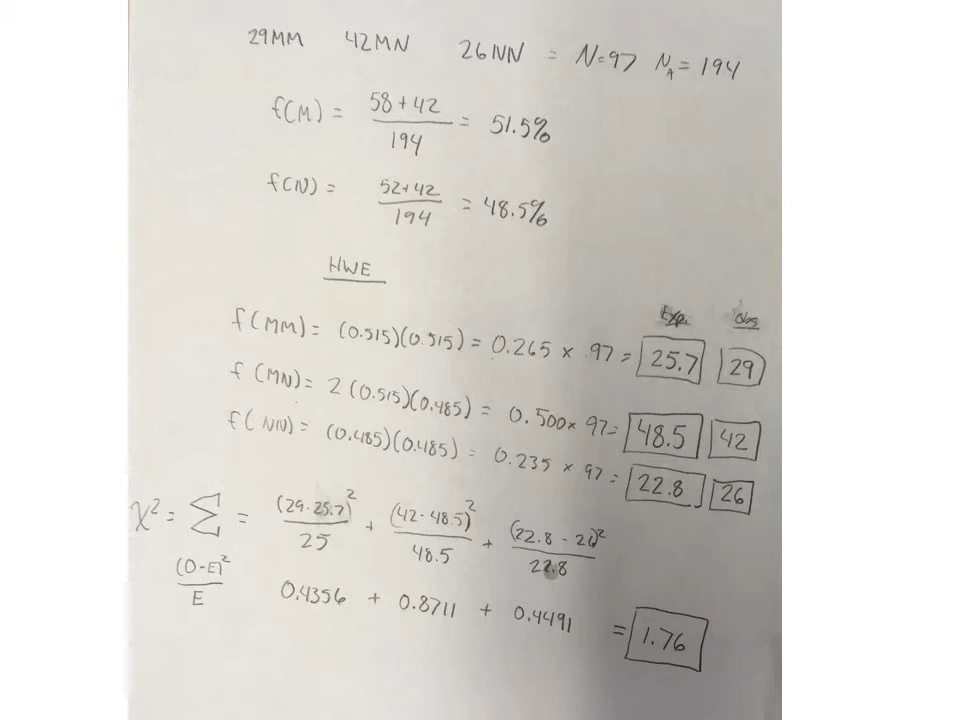 29MM 42MN 26NN = N=97 N_A = 194
f(M) = 58+42/194 = 51.5%
f(N) = 52+42/194 = 48.5%
HWE
Exp Obs
f(MM) = (0.515)(0.515) = 0.265 × 97 = 25.7 29
f(MN) = 2(0.515)(0.485) = 0.500 × 97 = 48.5 42
f(NN) = (0.485)(0.485) = 0.235 × 97 = 22.8 26
χ² = Σ = (29-25.7)²/25 + (42-48.5)²/48.5 + (22.8-26)²/22.8
(O-E)²/E 0.4356 + 0.8711 + 0.4491 = 1.76